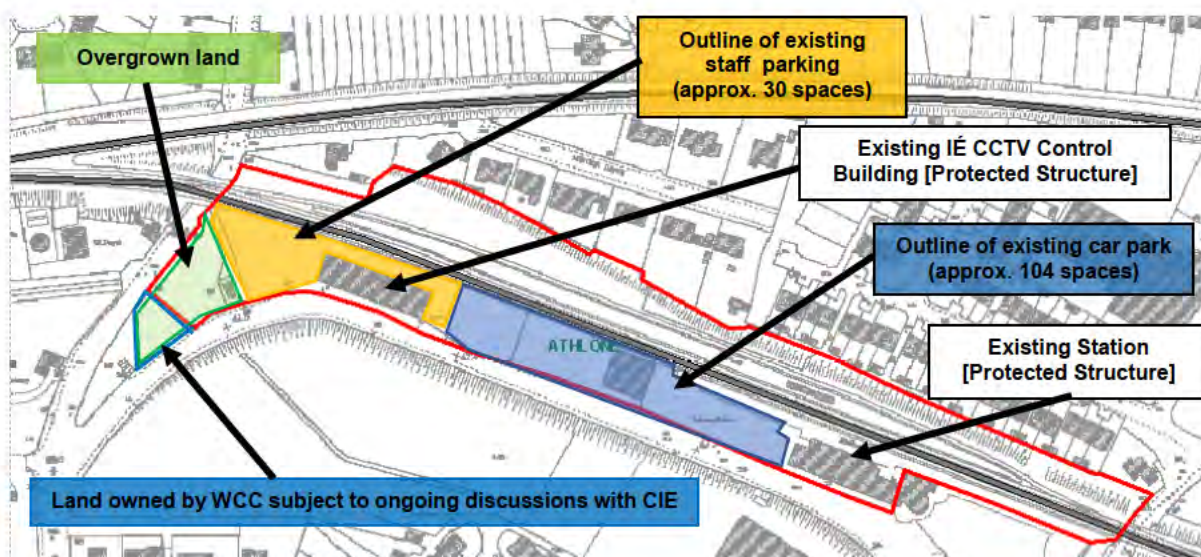 Overgrown land
Outline of existing
staff parking
(approx. 30 spaces)
Existing IÉ CCTV Control
Building [Protected Structure]
Outline of existing car park
(approx. 104 spaces)
ATHLONE
Existing Station
[Protected Structure]
Land owned by WCC subject to ongoing discussions with CIE